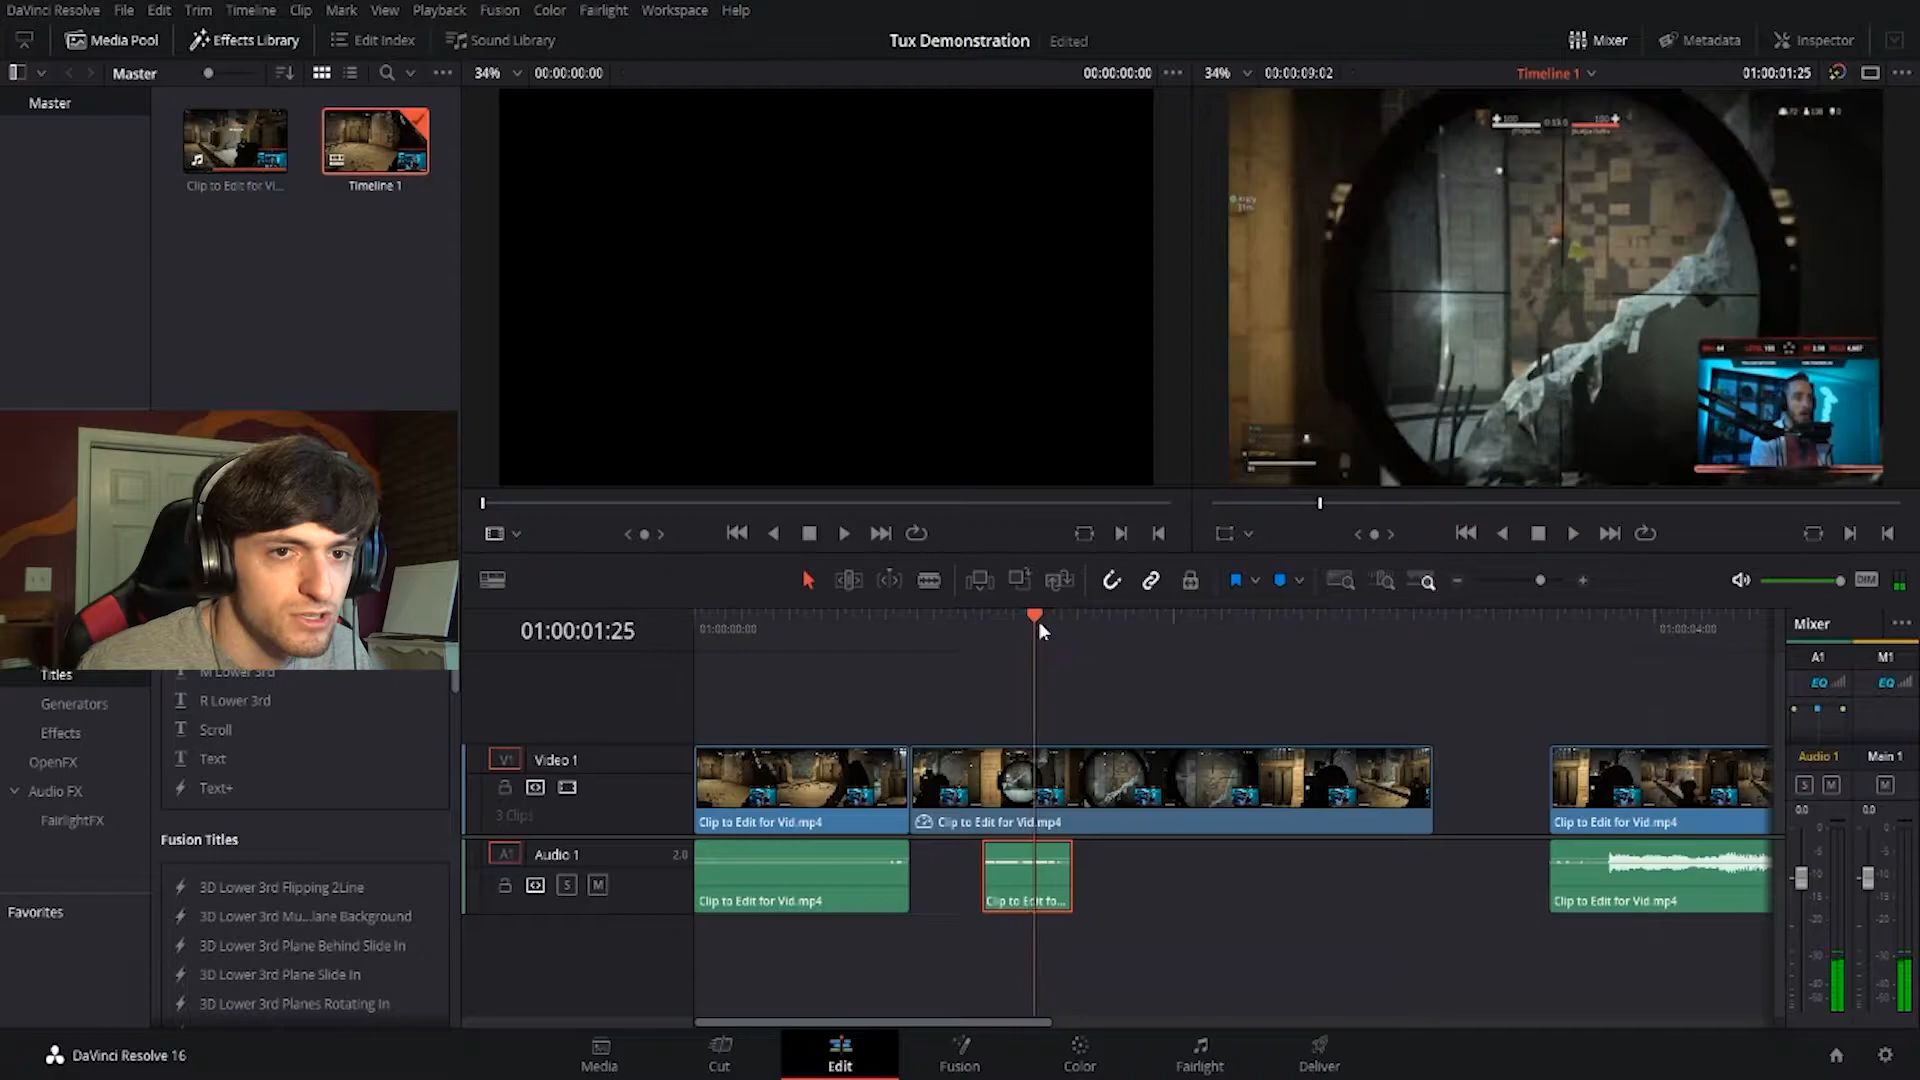 DaVinci Resolve File Edit Trim Timeline Clip Mark View Playback Fusion Color Fairlight Workspace Help
Media Pool Effects Library Edit Index Sound Library Tux Demonstration Edited Mixer Metadata Inspector
Master 34% 00:00:00:00 00:00:00:00 34% 00:00:09:02 Timeline 1 01:00:01:25
Master
Clip to Edit for Vi... Timeline 1
01:00:01:25 01:00:00:00 01:00:04:00
DIM
Mixer
A1 M1
EQ EQ
Titles
Generators
Effects
OpenFX
Audio FX
FairlightFX
Favorites
M Lower 3rd
R Lower 3rd
Scroll
Text
Text+
Fusion Titles
3D Lower 3rd Flipping 2Line
3D Lower 3rd Mu...lane Background
3D Lower 3rd Plane Behind Slide In
3D Lower 3rd Plane Slide In
3D Lower 3rd Planes Rotating In
V1 Video 1
3 Clips
Clip to Edit for Vid.mp4 Clip to Edit for Vid.mp4 Clip to Edit for Vid.mp4
A1 Audio 1 2.0
S M
Clip to Edit for Vid.mp4 Clip to Edit fo... Clip to Edit for Vid.mp4
Audio 1 Main 1
S M M
0.0 0.0
DaVinci Resolve 16
Media Cut Edit Fusion Color Fairlight Deliver